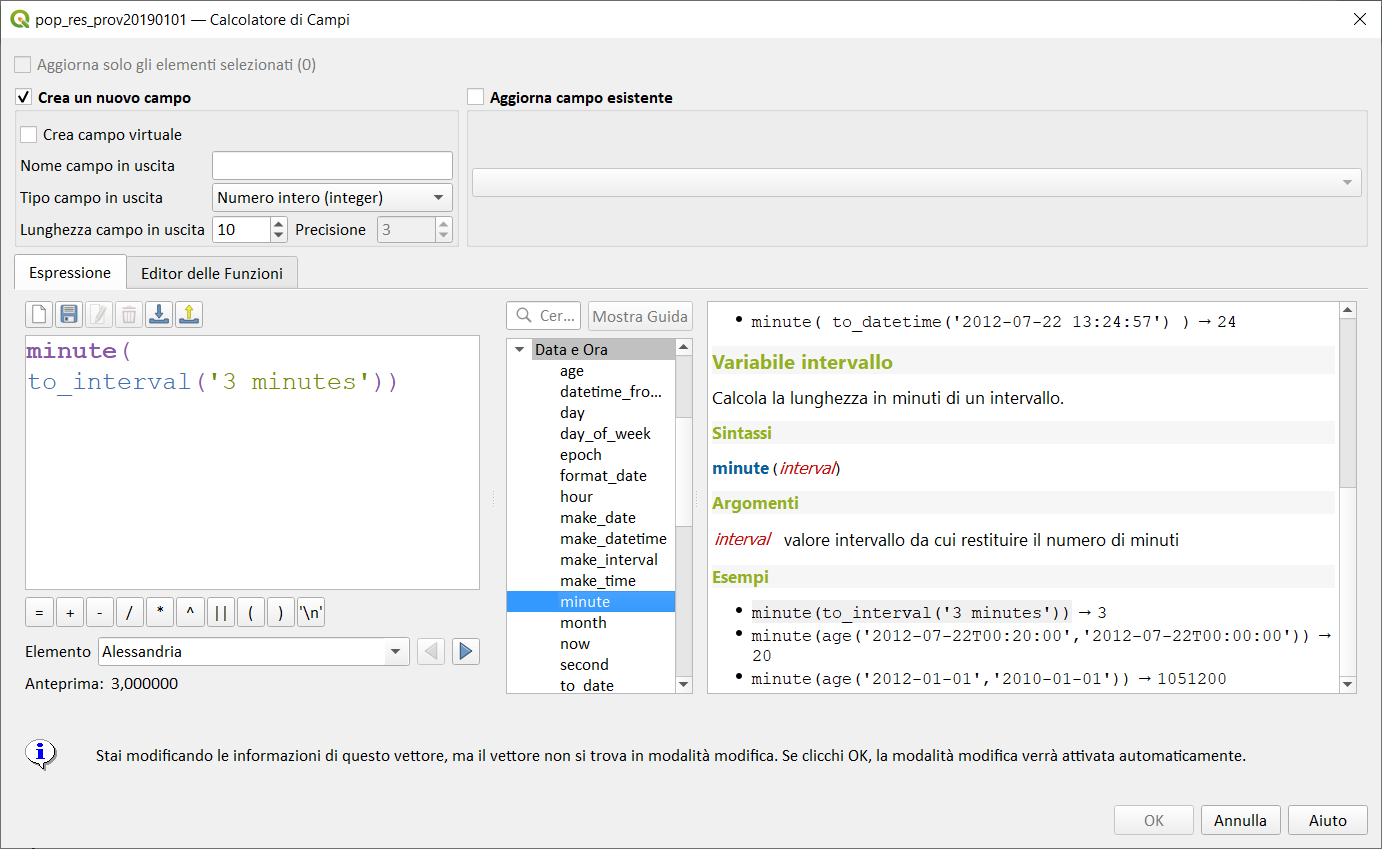 pop_res_prov20190101 — Calcolatore di Campi
Aggiorna solo gli elementi selezionati (0)
Crea un nuovo campo
Aggiorna campo esistente
Crea campo virtuale
Nome campo in uscita
Tipo campo in uscita
Numero intero (integer)
Lunghezza campo in uscita
10
Precisione
3
Espressione
Editor delle Funzioni
minute(
to_interval('3 minutes'))
= + - / * ^ || ( ) '\n'
Elemento
Alessandria
Anteprima: 3,000000
Cer...
Mostra Guida
Data e Ora
age
datetime_fro...
day
day_of_week
epoch
format_date
hour
make_date
make_datetime
make_interval
make_time
minute
month
now
second
to_date
• minute( to_datetime('2012-07-22 13:24:57') ) → 24
Variabile intervallo
Calcola la lunghezza in minuti di un intervallo.
Sintassi
minute(interval)
Argomenti
interval valore intervallo da cui restituire il numero di minuti
Esempi
• minute(to_interval('3 minutes')) → 3
• minute(age('2012-07-22T00:20:00','2012-07-22T00:00:00')) →
20
• minute(age('2012-01-01','2010-01-01')) → 1051200
Stai modificando le informazioni di questo vettore, ma il vettore non si trova in modalità modifica. Se clicchi OK, la modalità modifica verrà attivata automaticamente.
OK
Annulla
Aiuto